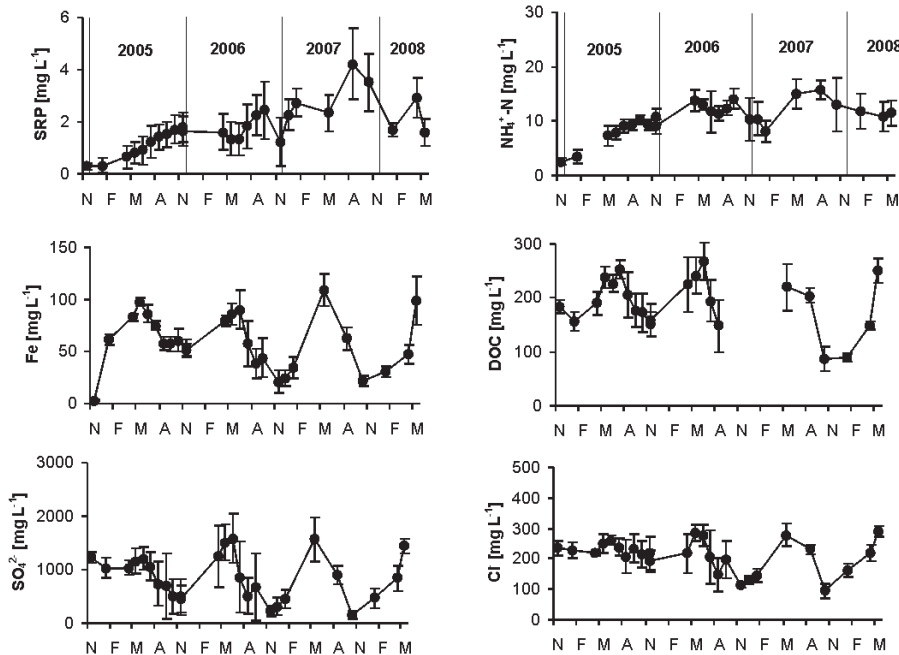 SRP [mg L⁻¹]
6
4
2
0
2005
2006
2007
2008
N F M A N F M A N F M A N F M
NH₄⁺-N [mg L⁻¹]
30
20
10
0
2005
2006
2007
2008
N F M A N F M A N F M A N F M
Fe [mg L⁻¹]
150
100
50
0
N F M A N F M A N F M A N F M
DOC [mg L⁻¹]
300
200
100
0
N F M A N F M A N F M A N F M
SO₄²⁻ [mg L⁻¹]
3000
2000
1000
0
N F M A N F M A N F M A N F M
Cl⁻ [mg L⁻¹]
500
400
300
200
100
0
N F M A N F M A N F M A N F M